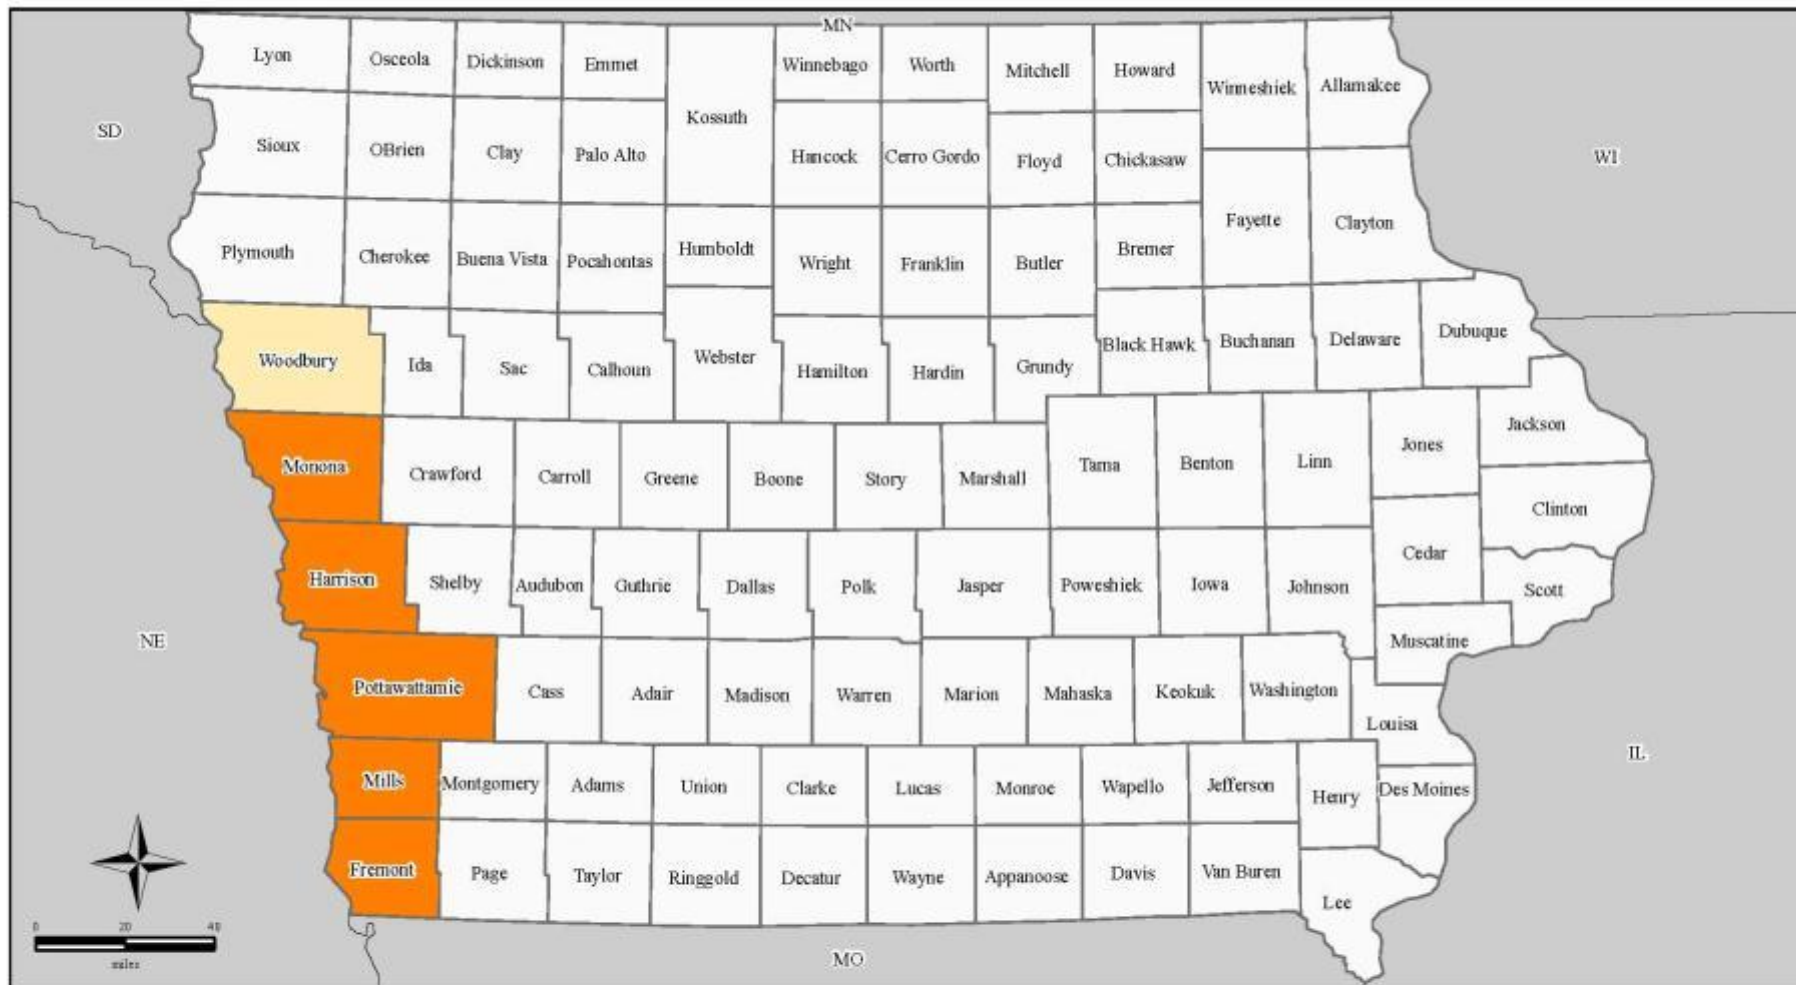 MN
Lyon
Osceola
Dickinson
Emmet
Kossuth
Winnebago
Worth
Mitchell
Howard
Winneshiek
Allamakee
SD
Sioux
OBrien
Clay
Palo Alto
Hancock
Cerro Gordo
Floyd
Chickasaw
WI
Plymouth
Cherokee
Buena Vista
Pocahontas
Humboldt
Wright
Franklin
Butler
Bremer
Fayette
Clayton
Woodbury
Ida
Sac
Calhoun
Webster
Hamilton
Hardin
Grundy
Black Hawk
Buchanan
Delaware
Dubuque
Monona
Crawford
Carroll
Greene
Boone
Story
Marshall
Tama
Benton
Linn
Jones
Jackson
Clinton
Harrison
Shelby
Audubon
Guthrie
Dallas
Polk
Jasper
Poweshiek
Iowa
Johnson
Cedar
Scott
NE
Muscatine
Pottawattamie
Cass
Adair
Madison
Warren
Marion
Mahaska
Keokuk
Washington
Louisa
IL
Mills
Montgomery
Adams
Union
Clarke
Lucas
Monroe
Wapello
Jefferson
Henry
Des Moines
Fremont
Page
Taylor
Ringgold
Decatur
Wayne
Appanoose
Davis
Van Buren
Lee
0 20 40
miles
MO